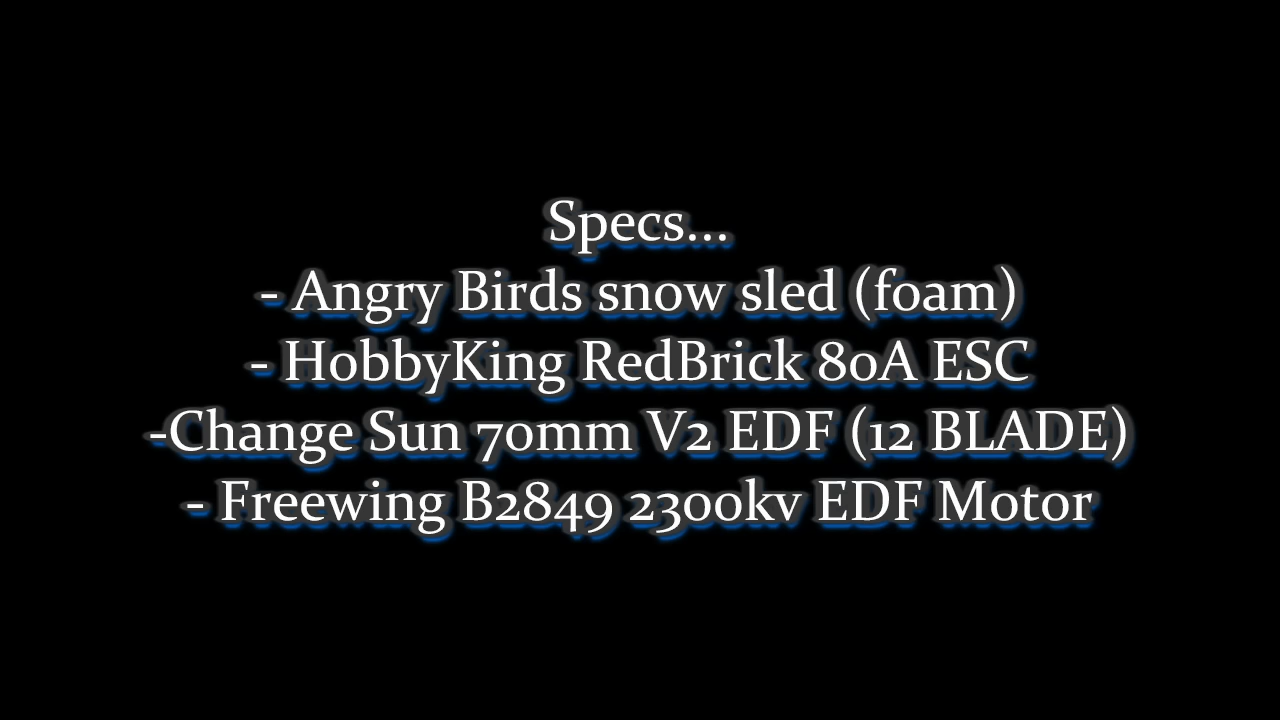 Specs...
- Angry Birds snow sled (foam)
- HobbyKing RedBrick 80A ESC
-Change Sun 70mm V2 EDF (12 BLADE)
- Freewing B2849 2300kv EDF Motor